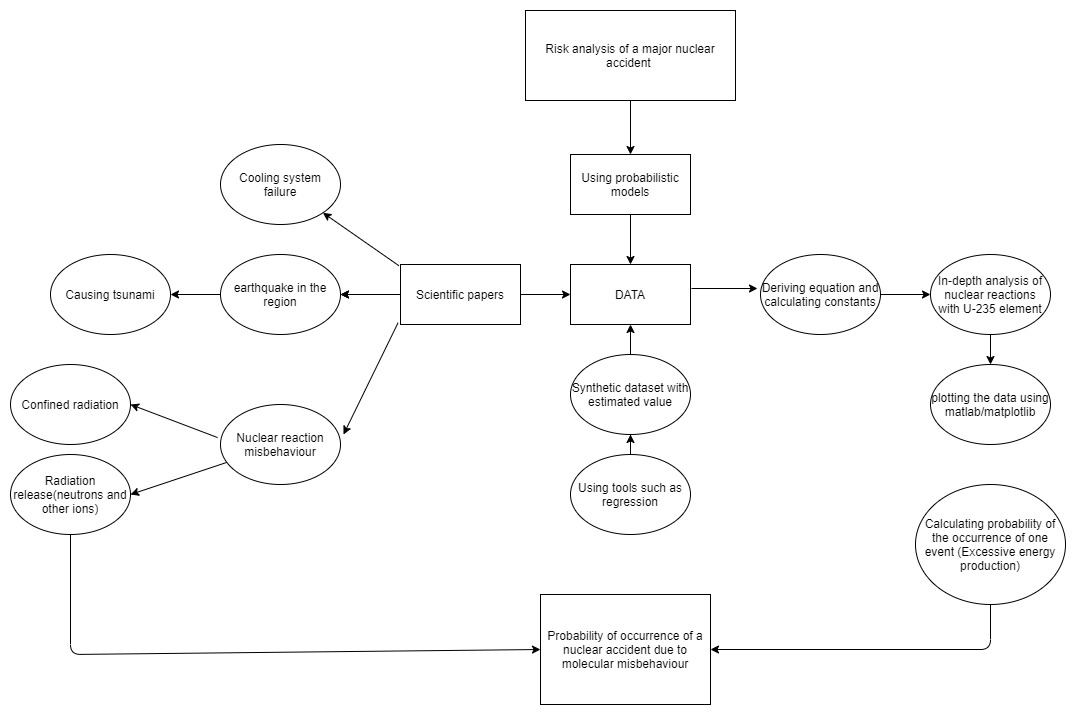 Risk analysis of a major nuclear
accident
Using probabilistic
models
Cooling system
failure
Causing tsunami
earthquake in the
region
Scientific papers
DATA
Deriving equation and
calculating constants
In-depth analysis of
nuclear reactions
with U-235 element
Confined radiation
Nuclear reaction
misbehaviour
Synthetic dataset with
estimated value
plotting the data using
matlab/matplotlib
Radiation
release(neutrons and
other ions)
Using tools such as
regression
Calculating probability of
the occurrence of one
event (Excessive energy
production)
Probability of occurrence of a
nuclear accident due to
molecular misbehaviour